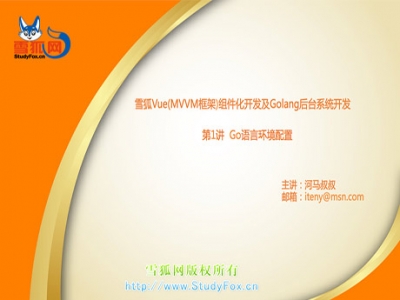 雪狐网
StudyFox.cn
雪狐Vue(MVVM框架)组件化开发及Golang后台系统开发
第1讲 Go语言环境配置
主讲：河马叔叔
邮箱：iteny@msn.com
雪狐网版权所有
http://www.StudyFox.cn